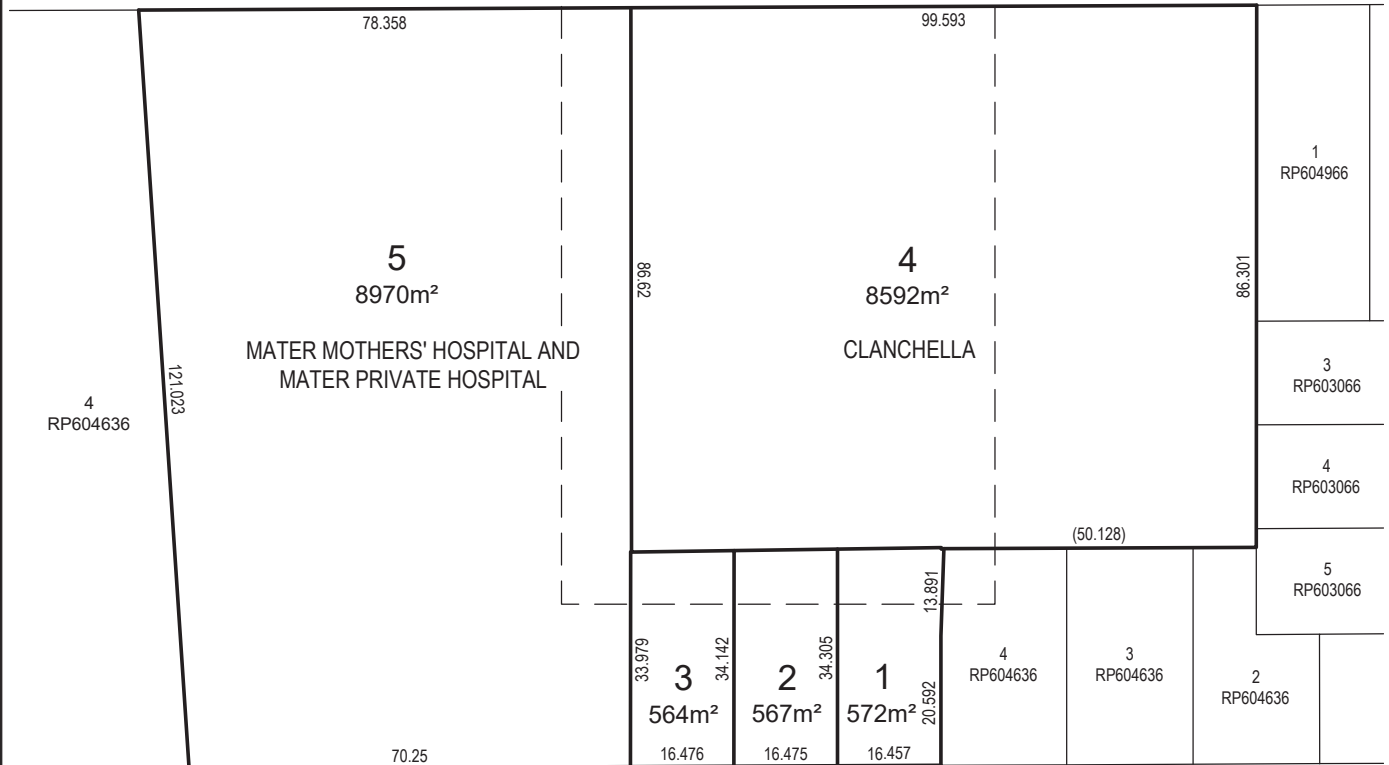 78.358
99.593
1
RP604966
5
8970m²
86.62
4
8592m²
86.301
MATER MOTHERS' HOSPITAL AND
MATER PRIVATE HOSPITAL
CLANCHELLA
3
RP603066
121.023
4
RP604636
4
RP603066
(50.128)
5
RP603066
13.891
33.979
34.142
34.305
3
564m²
2
567m²
1
572m²
20.592
4
RP604636
3
RP604636
2
RP604636
70.25
16.476
16.475
16.457